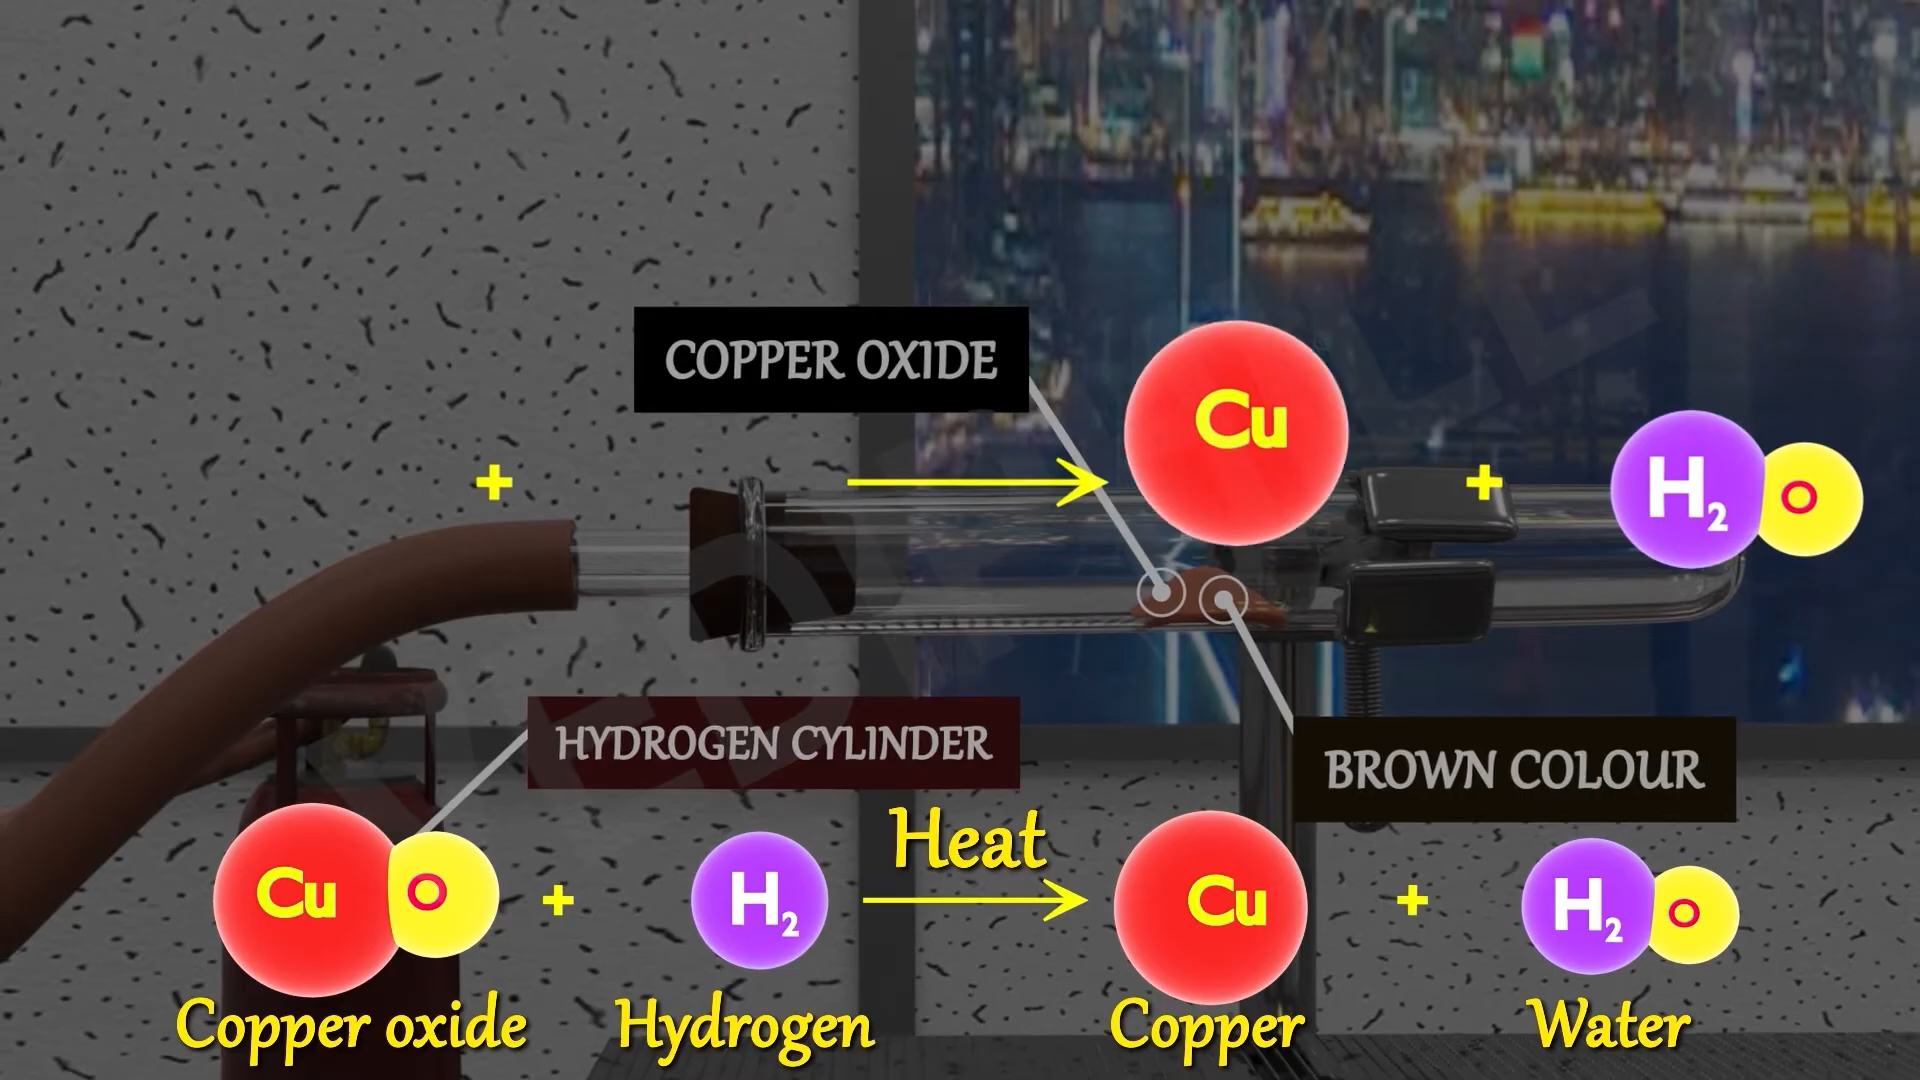 COPPER OXIDE
Cu
+
→
+
H₂ O
HYDROGEN CYLINDER
BROWN COLOUR
Heat
Cu O + H₂ → Cu + H₂ O
Copper oxide Hydrogen Copper Water